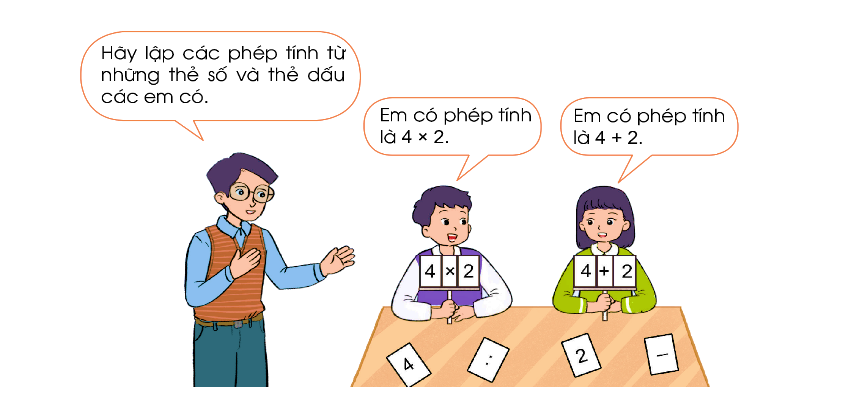 Hãy lập các phép tính từ
những thẻ số và thẻ dấu
các em có.
Em có phép tính
là 4 × 2.
Em có phép tính
là 4 + 2.
4 × 2
4 + 2
4
:
2
–